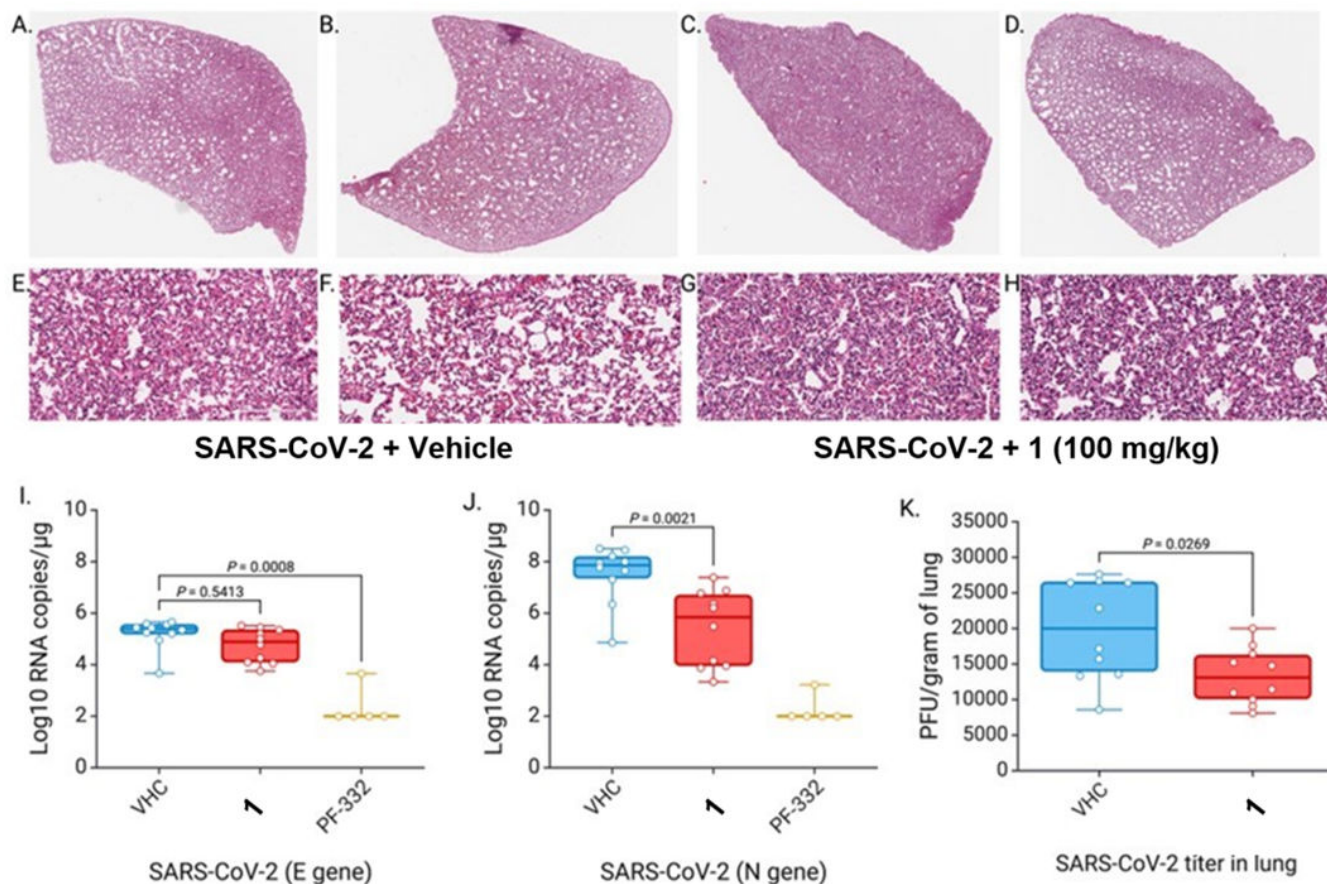 A.
B.
C.
D.
E.
F.
G.
H.
SARS-CoV-2 + Vehicle
SARS-CoV-2 + 1 (100 mg/kg)
I.
10
8
6
4
2
0
Log10 RNA copies/µg
P = 0.0008
P = 0.5413
VHC
1
PF-332
SARS-CoV-2 (E gene)
J.
10
8
6
4
2
0
Log10 RNA copies/µg
P = 0.0021
VHC
1
PF-332
SARS-CoV-2 (N gene)
K.
35000
30000
25000
20000
15000
10000
5000
0
PFU/gram of lung
P = 0.0269
VHC
1
SARS-CoV-2 titer in lung